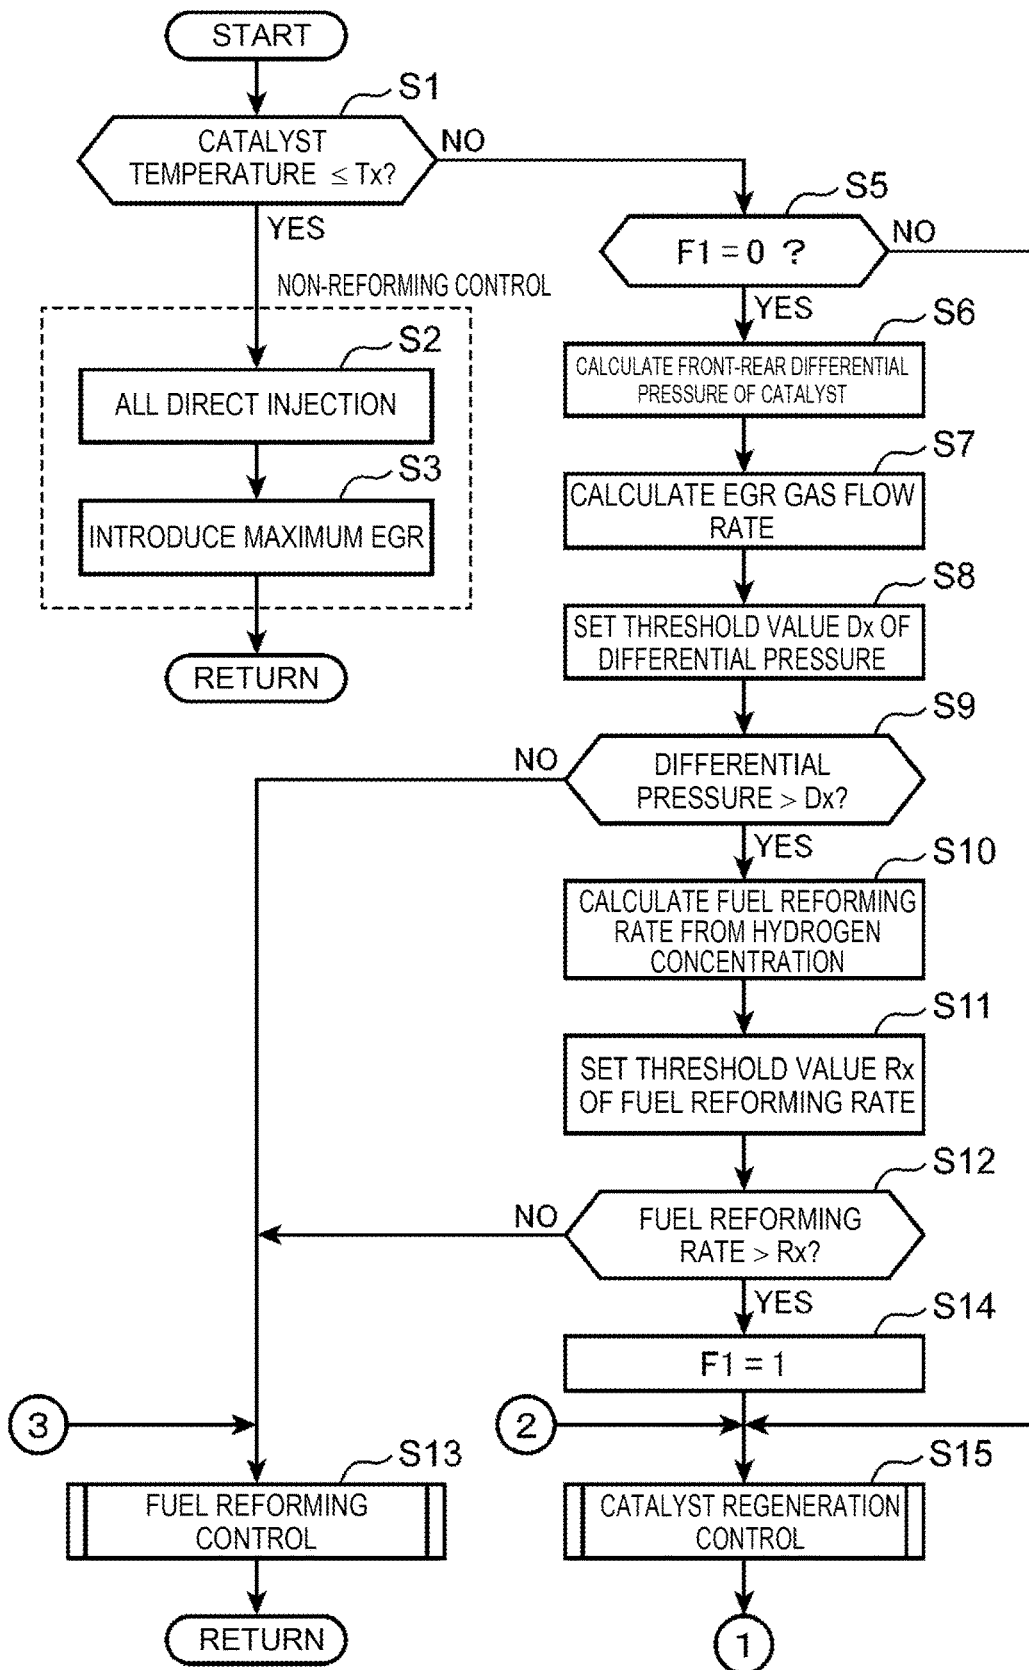 START
S1
CATALYST
TEMPERATURE ≤ Tx?
NO
YES
S5
F1 = 0 ?
NO
YES
NON-REFORMING CONTROL
S2
ALL DIRECT INJECTION
S3
INTRODUCE MAXIMUM EGR
RETURN
S6
CALCULATE FRONT-REAR DIFFERENTIAL
PRESSURE OF CATALYST
S7
CALCULATE EGR GAS FLOW
RATE
S8
SET THRESHOLD VALUE Dx OF
DIFFERENTIAL PRESSURE
S9
DIFFERENTIAL
PRESSURE > Dx?
NO
YES
S10
CALCULATE FUEL REFORMING
RATE FROM HYDROGEN
CONCENTRATION
S11
SET THRESHOLD VALUE Rx
OF FUEL REFORMING RATE
S12
FUEL REFORMING
RATE > Rx?
NO
YES
S14
F1 = 1
3
2
S13
FUEL REFORMING
CONTROL
S15
CATALYST REGENERATION
CONTROL
RETURN
1